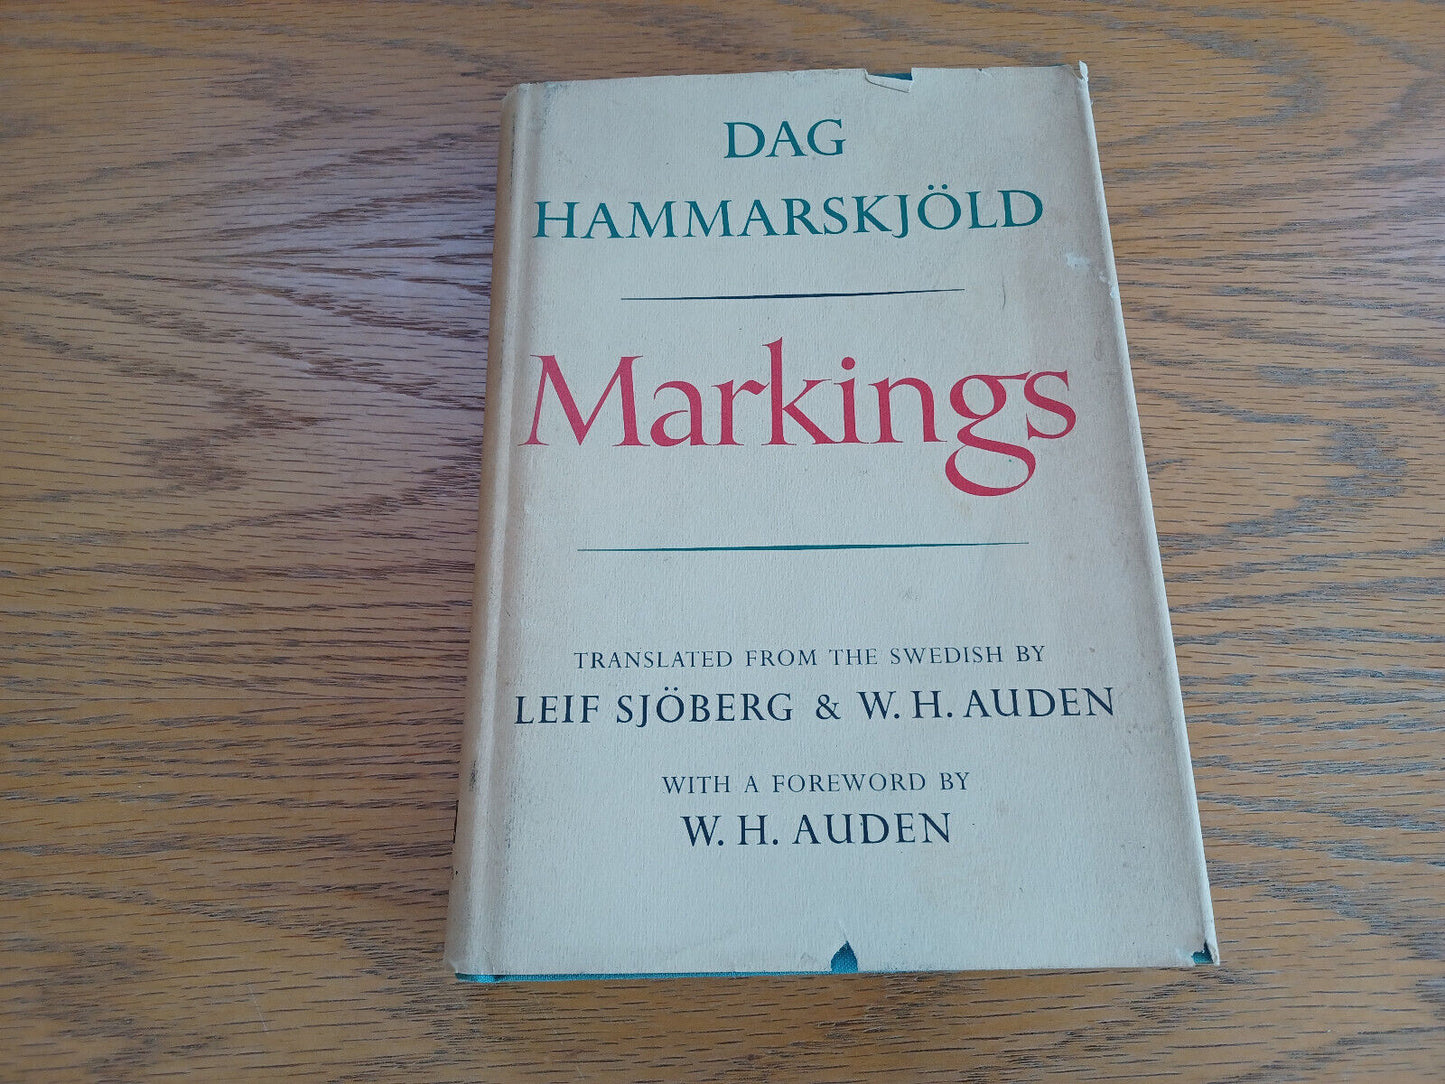 DAG
HAMMARSKJÖLD
Markings
TRANSLATED FROM THE SWEDISH BY
LEIF SJÖBERG & W. H. AUDEN
WITH A FOREWORD BY
W. H. AUDEN